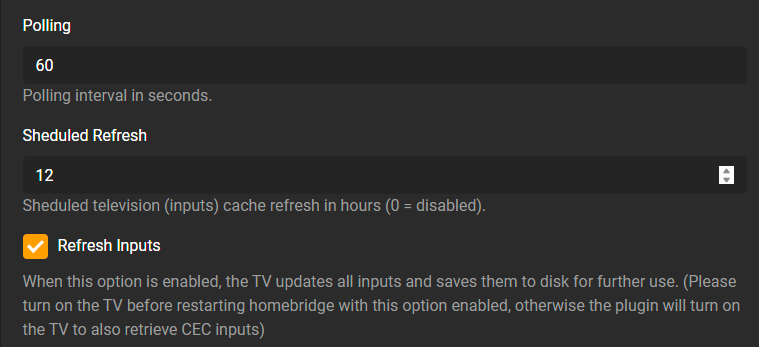 Polling
60
Polling interval in seconds.
Sheduled Refresh
12
Sheduled television (inputs) cache refresh in hours (0 = disabled).
Refresh Inputs
When this option is enabled, the TV updates all inputs and saves them to disk for further use. (Please
turn on the TV before restarting homebridge with this option enabled, otherwise the plugin will turn on
the TV to also retrieve CEC inputs)